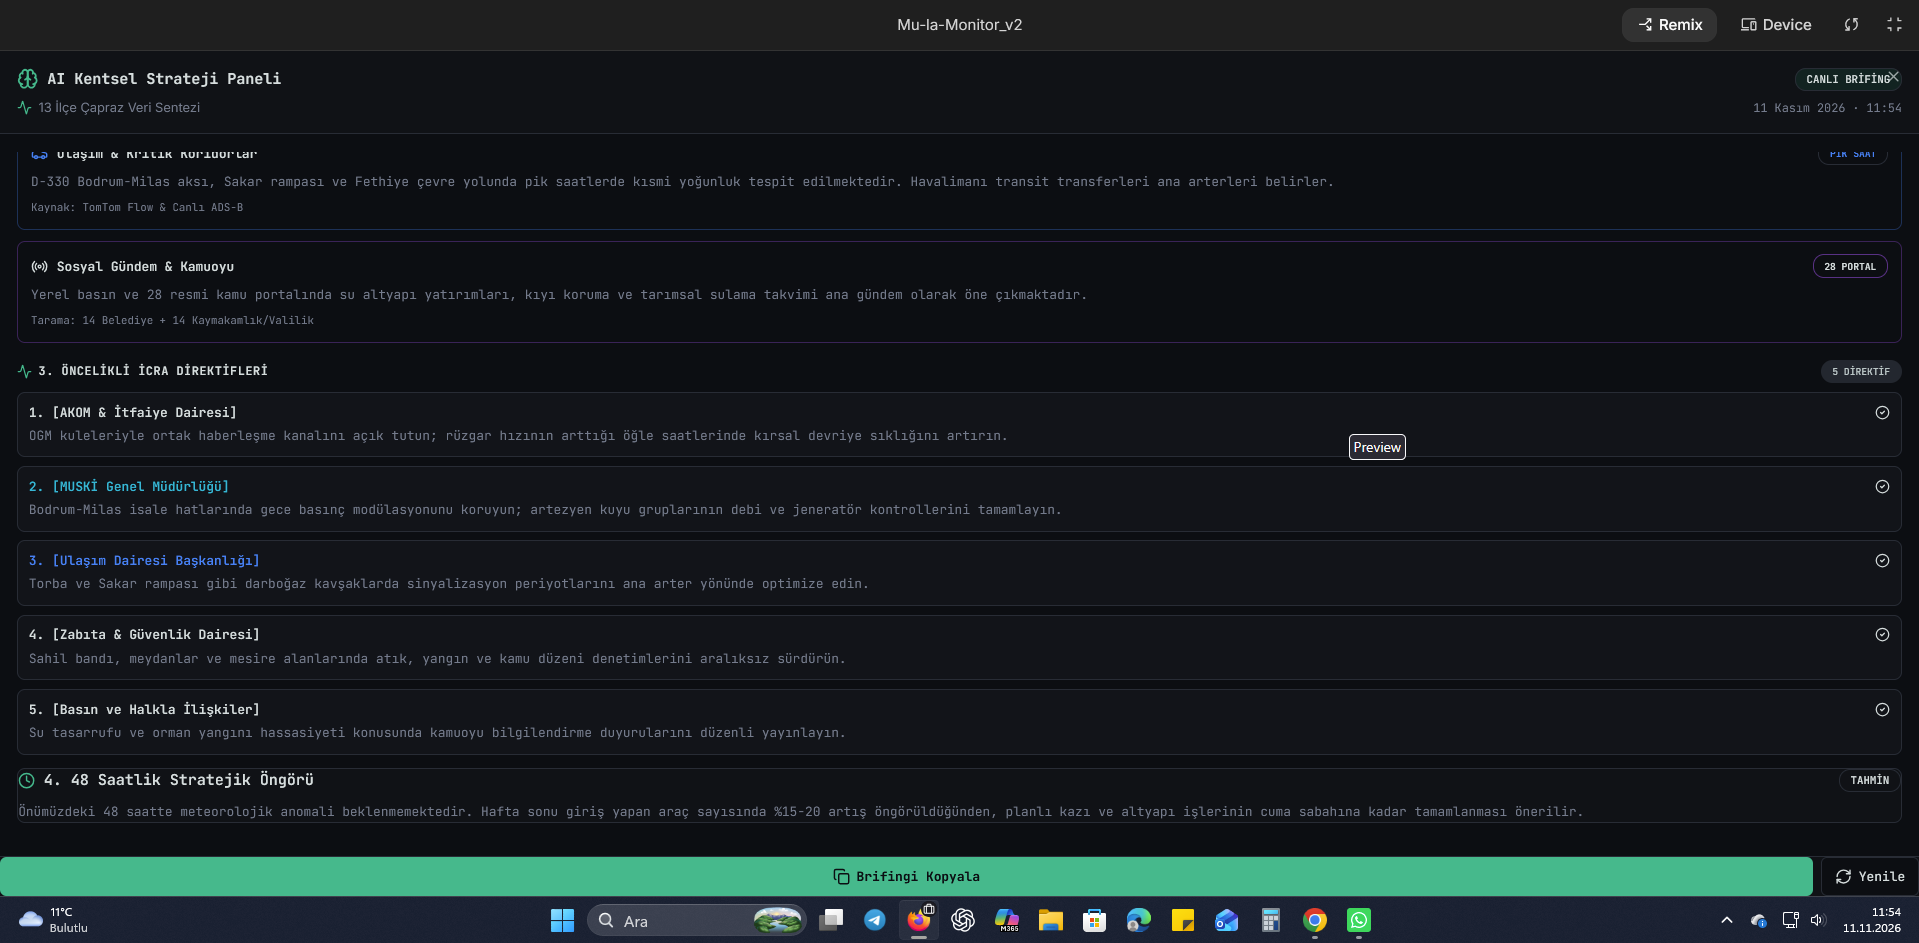 Mu-la-Monitor_v2
Remix
Device
AI Kentsel Strateji Paneli
CANLI BRİFİNG
13 İlçe Çapraz Veri Sentezi
11 Kasım 2026 · 11:54
Ulaşım & Kritik Koridorlar
PİK SAAT
D-330 Bodrum-Milas aksı, Sakar rampası ve Fethiye çevre yolunda pik saatlerde kısmi yoğunluk tespit edilmektedir. Havalimanı transit transferleri ana arterleri belirler.
Kaynak: TomTom Flow & Canlı ADS-B
Sosyal Gündem & Kamuoyu
28 PORTAL
Yerel basın ve 28 resmi kamu portalında su altyapı yatırımları, kıyı koruma ve tarımsal sulama takvimi ana gündem olarak öne çıkmaktadır.
Tarama: 14 Belediye + 14 Kaymakamlık/Valilik
3. ÖNCELİKLİ İCRA DİREKTİFLERİ
5 DİREKTİF
1. [AKOM & İtfaiye Dairesi]
OGM kuleleriyle ortak haberleşme kanalını açık tutun; rüzgar hızının arttığı öğle saatlerinde kırsal devriye sıklığını artırın.
Preview
2. [MUSKİ Genel Müdürlüğü]
Bodrum-Milas isale hatlarında gece basınç modülasyonunu koruyun; artezyen kuyu gruplarının debi ve jeneratör kontrollerini tamamlayın.
3. [Ulaşım Dairesi Başkanlığı]
Torba ve Sakar rampası gibi darboğaz kavşaklarda sinyalizasyon periyotlarını ana arter yönünde optimize edin.
4. [Zabıta & Güvenlik Dairesi]
Sahil bandı, meydanlar ve mesire alanlarında atık, yangın ve kamu düzeni denetimlerini aralıksız sürdürün.
5. [Basın ve Halkla İlişkiler]
Su tasarrufu ve orman yangını hassasiyeti konusunda kamuoyu bilgilendirme duyurularını düzenli yayınlayın.
4. 48 Saatlik Stratejik Öngörü
TAHMİN
Önümüzdeki 48 saatte meteorolojik anomali beklenmemektedir. Hafta sonu giriş yapan araç sayısında %15-20 artış öngörüldüğünden, planlı kazı ve altyapı işlerinin cuma sabahına kadar tamamlanması önerilir.
Brifingi Kopyala
Yenile
11°C
Bulutlu
Ara
M365
11:54
11.11.2026